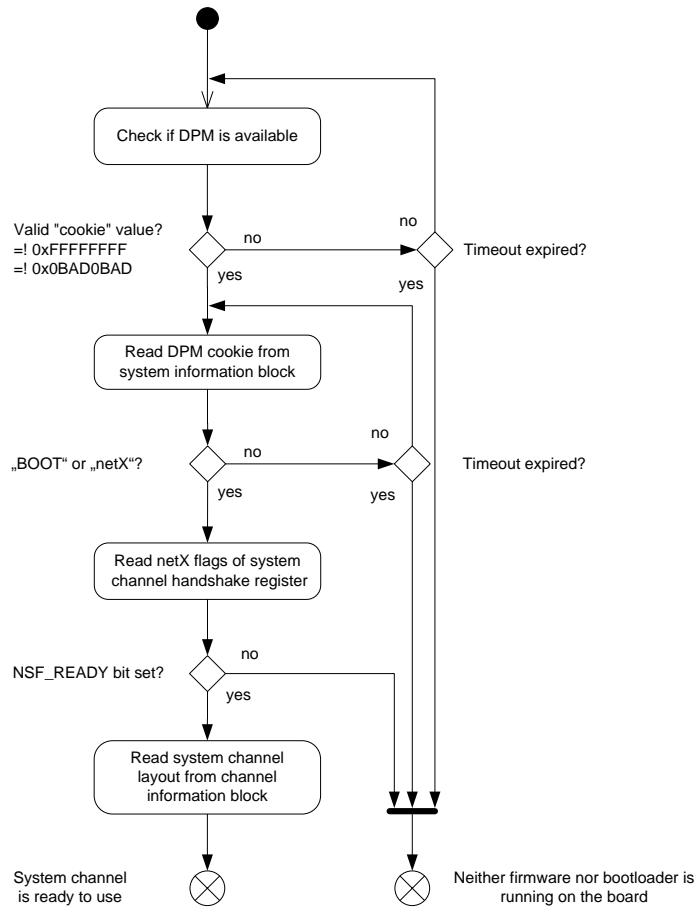 Check if DPM is available
Valid "cookie" value?
=! 0xFFFFFFFF
=! 0x0BAD0BAD
no
yes
no
yes
Timeout expired?
Read DPM cookie from
system information block
„BOOT“ or „netX“?
no
yes
no
yes
Timeout expired?
Read netX flags of system
channel handshake register
NSF_READY bit set?
no
yes
Read system channel
layout from channel
information block
System channel
is ready to use
Neither firmware nor bootloader is
running on the board